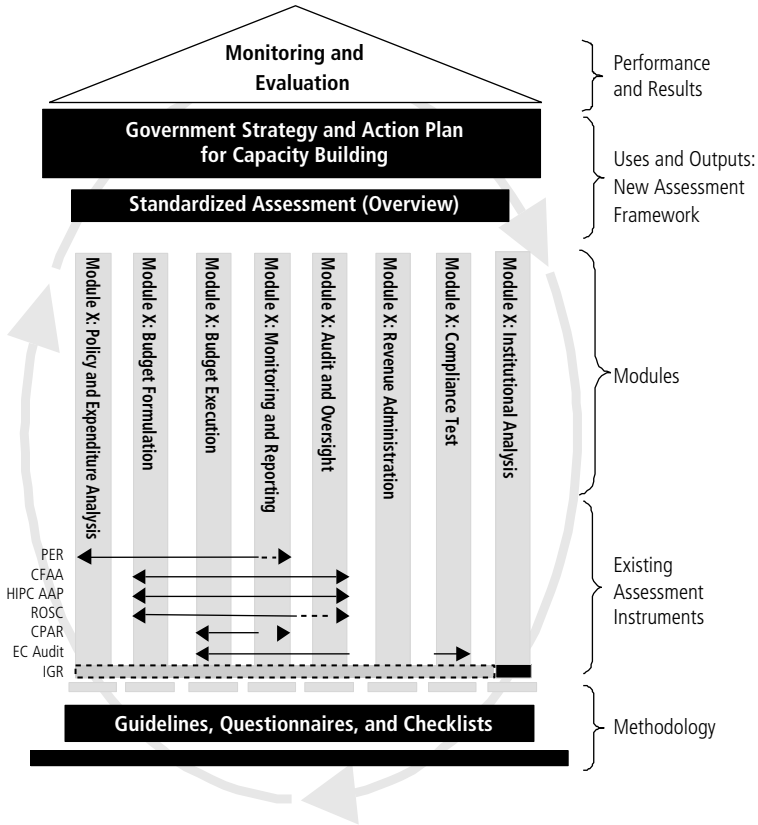 Monitoring and
Evaluation
Performance
and Results
Government Strategy and Action Plan
for Capacity Building
Standardized Assessment (Overview)
Uses and Outputs:
New Assessment
Framework
Module X: Policy and Expenditure Analysis
Module X: Budget Formulation
Module X: Budget Execution
Module X: Monitoring and Reporting
Module X: Audit and Oversight
Module X: Revenue Administration
Module X: Compliance Test
Module X: Institutional Analysis
Modules
PER
CFAA
HIPC AAP
ROSC
CPAR
EC Audit
IGR
Existing
Assessment
Instruments
Guidelines, Questionnaires, and Checklists
Methodology